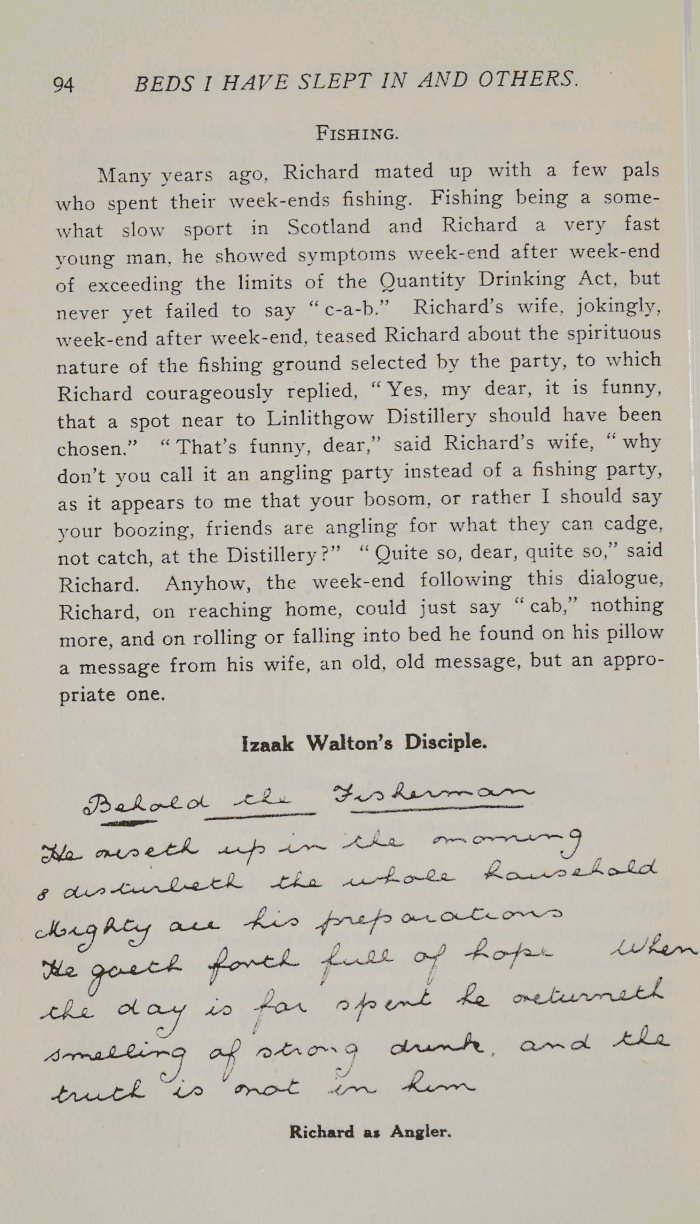 94 BEDS I HAVE SLEPT IN AND OTHERS.
FISHING.
Many years ago, Richard mated up with a few pals
who spent their week-ends fishing. Fishing being a some-
what slow sport in Scotland and Richard a very fast
young man, he showed symptoms week-end after week-end
of exceeding the limits of the Quantity Drinking Act, but
never yet failed to say “c-a-b.” Richard’s wife, jokingly,
week-end after week-end, teased Richard about the spirituous
nature of the fishing ground selected by the party, to which
Richard courageously replied, “Yes, my dear, it is funny,
that a spot near to Linlithgow Distillery should have been
chosen.” “That’s funny, dear,” said Richard’s wife, “why
don’t you call it an angling party instead of a fishing party,
as it appears to me that your bosom, or rather I should say
your boozing, friends are angling for what they can cadge,
not catch, at the Distillery?” “Quite so, dear, quite so,” said
Richard. Anyhow, the week-end following this dialogue,
Richard, on reaching home, could just say “cab,” nothing
more, and on rolling or falling into bed he found on his pillow
a message from his wife, an old, old message, but an appro-
priate one.
Izaak Walton’s Disciple.
Behold the Fisherman
He riseth up in the morning
& disturbeth the whole household
Mighty are his preparations
He goeth forth full of hope When
the day is far spent he returneth
smelling of strong drink, and the
truth is not in him
Richard as Angler.